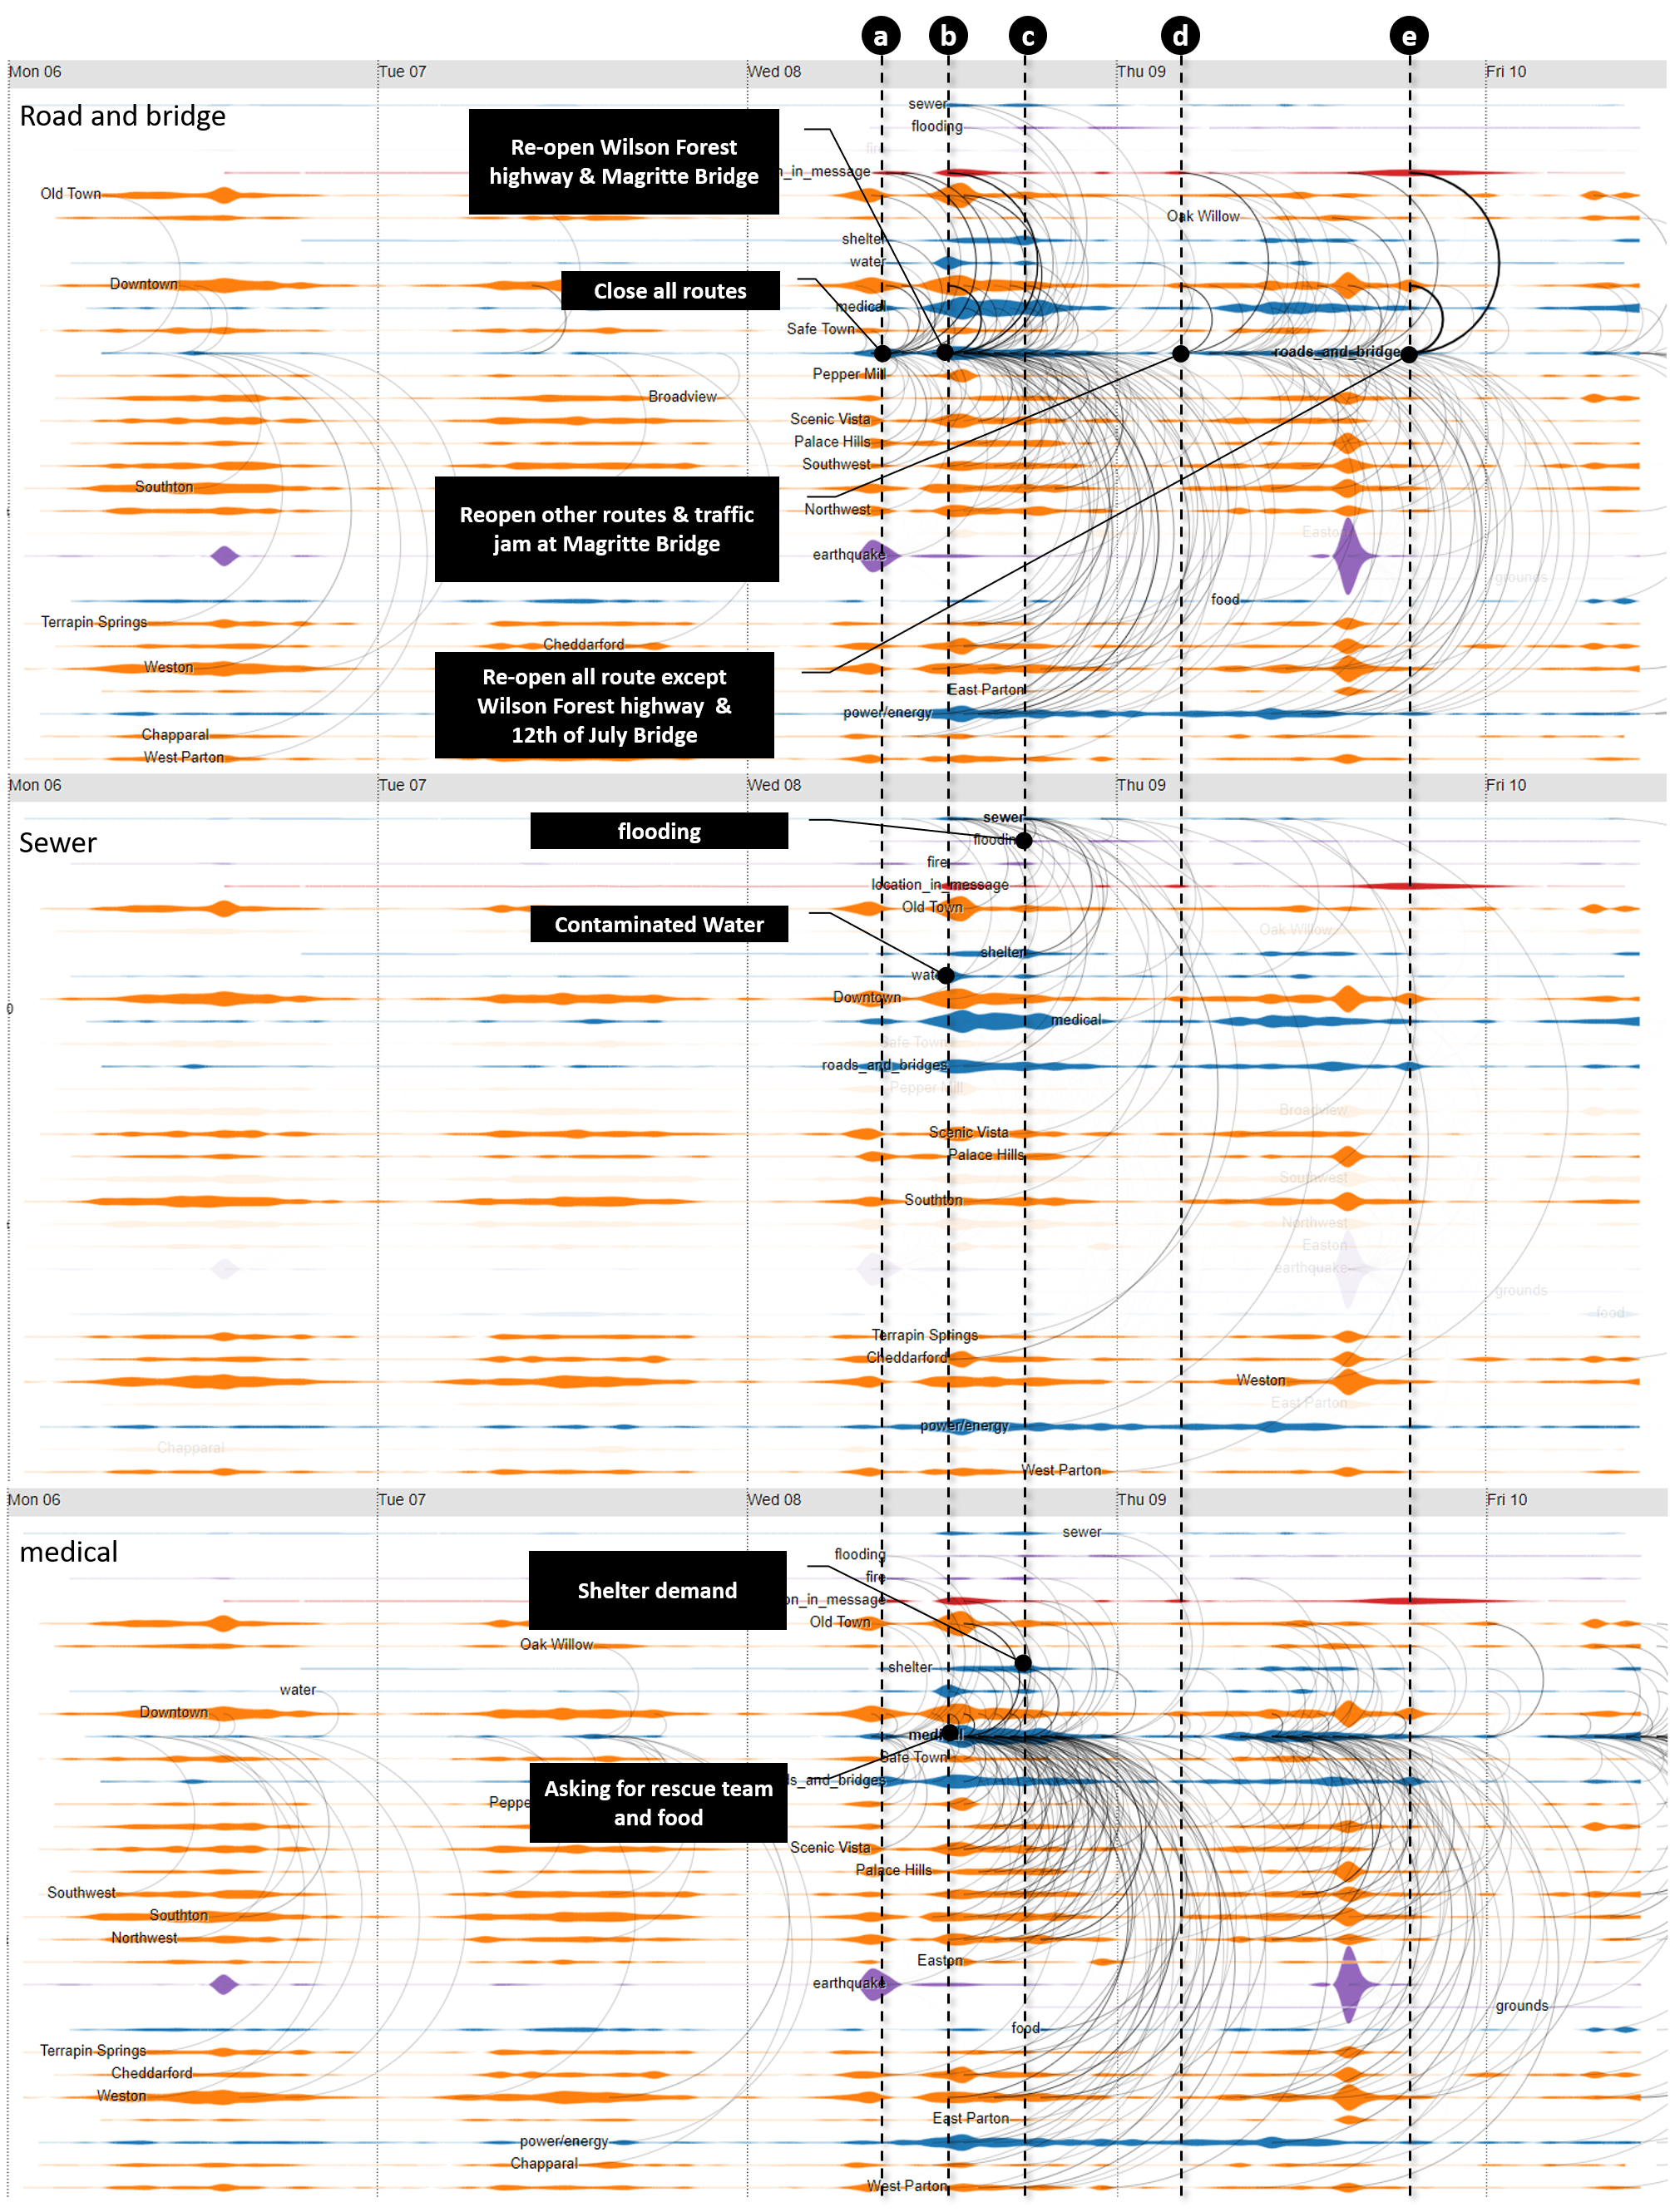 a b c d e
Mon 06 Tue 07 Wed 08 Thu 09 Fri 10
Road and bridge
sewer
flooding
Re-open Wilson Forest
highway & Magritte Bridge
n_in_message
Old Town
Oak Willow
shelter
water
Downtown
Close all routes
medical
Safe Town
roads_and_bridge
Pepper Mill
Broadview
Scenic Vista
Palace Hills
Southwest
Southton
Northwest
Reopen other routes & traffic
jam at Magritte Bridge
Easton
earthquake
grounds
food
Terrapin Springs
Cheddarford
Weston
Re-open all route except
Wilson Forest highway &
12th of July Bridge
East Parton
power/energy
Chapparal
West Parton
Mon 06 Tue 07 Wed 08 Thu 09 Fri 10
Sewer
sewer
flooding
flooding
fire
location_in_message
Old Town
Contaminated Water
Oak Willow
shelter
water
Downtown
0
medical
Safe Town
roads_and_bridges
Pepper Mill
Broadview
Scenic Vista
Palace Hills
Southwest
Southton
Northwest
Easton
earthquake
grounds
food
Terrapin Springs
Cheddarford
Weston
East Parton
power/energy
Chapparal
West Parton
Mon 06 Tue 07 Wed 08 Thu 09 Fri 10
medical
sewer
flooding
fire
Shelter demand
on_in_message
Old Town
Oak Willow
shelter
water
Downtown
medical
Safe Town
Asking for rescue team
and food
ds_and_bridges
Peppe
Scenic Vista
Palace Hills
Southwest
Southton
Northwest
Easton
earthquake
grounds
food
Terrapin Springs
Cheddarford
Weston
East Parton
power/energy
Chapparal
West Parton